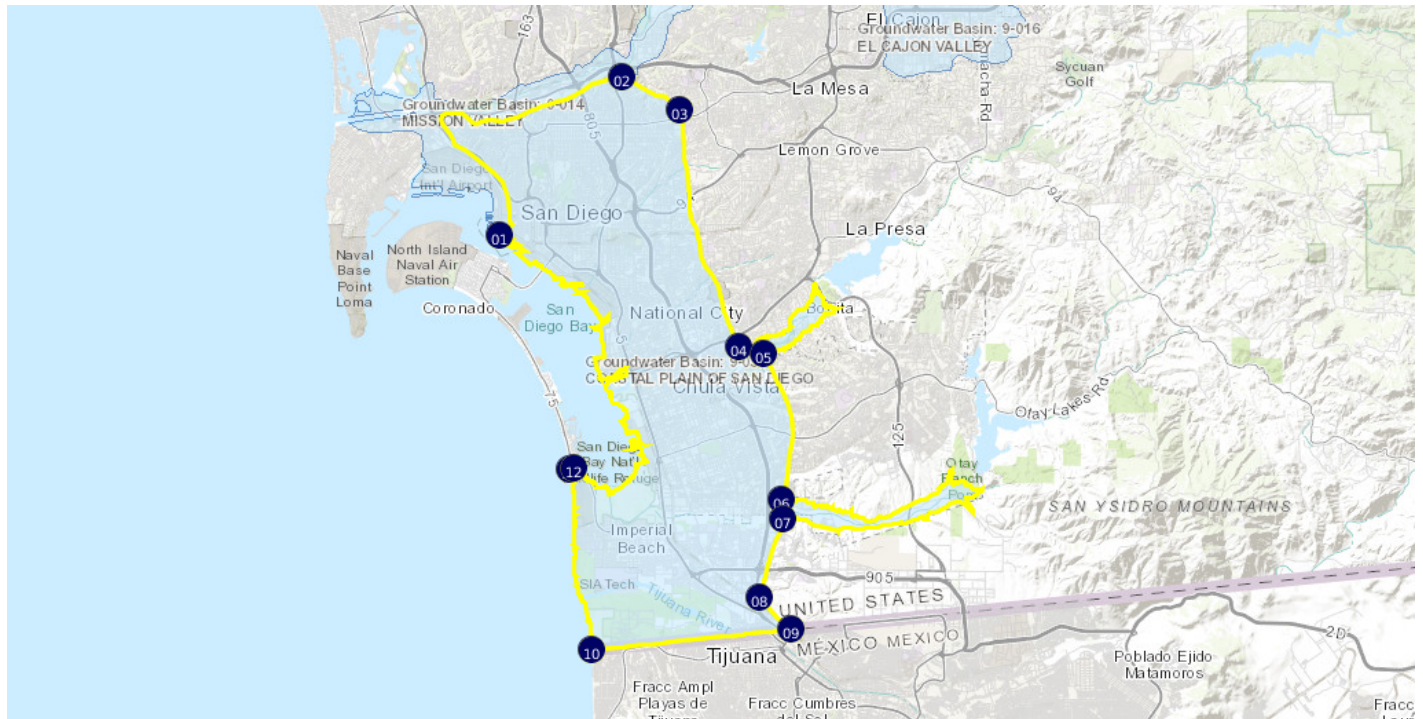 163
El Cajon
Groundwater Basin: 9-016
EL CAJON VALLEY
Sycuan
Golf
02
La Mesa
Groundwater Basin: 9-014
MISSION VALLEY
03
805
Lemon Grove
San Diego
Int'l Airport
94
San Diego
01
La Presa
Naval
Base
Point
Loma
North Island
Naval Air
Station
Coronado
San
Diego Bay
National City
Bonita
04
05
5
Groundwater Basin:
COASTAL PLAIN OF SAN DIEGO
Chula Vista
75
Otay Lakes Rd
125
San Diego
Bay Nat'l
Refuge
12
Otay
Ranch
06
07
SAN YSIDRO MOUNTAINS
Imperial
Beach
SIA Tech
905
08
Tijuana River
UNITED STATES
09
MÉXICO MEXICO
10
Tijuana
2D
Poblado Ejido
Matamoros
Fracc Ampl
Playas de
Tijuana
Fracc Cumbres
del Sol
Fracc